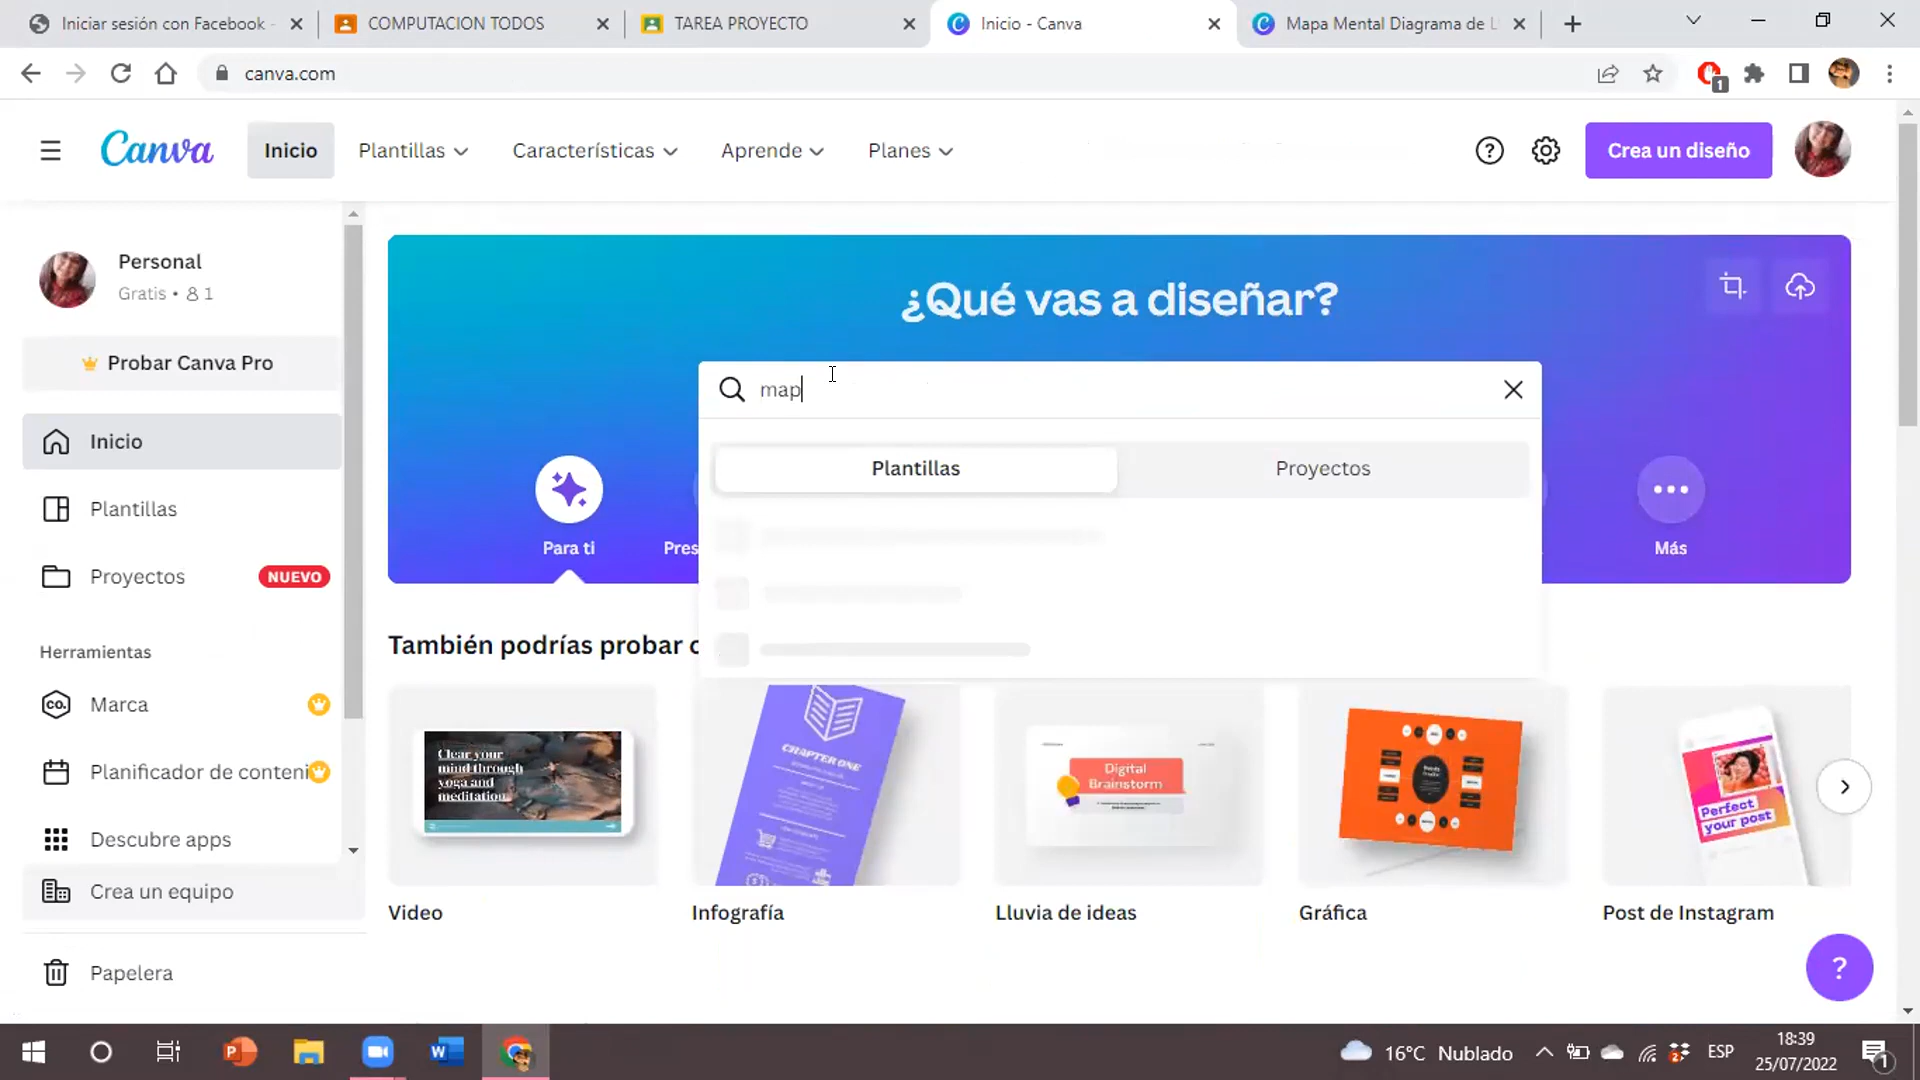 Iniciar sesión con Facebook -
COMPUTACION TODOS
TAREA PROYECTO
Inicio - Canva
Mapa Mental Diagrama de
canva.com
1
Canva
Inicio
Plantillas
Características
Aprende
Planes
?
Crea un diseño
Personal
Gratis • 1
Probar Canva Pro
Inicio
Plantillas
Proyectos
NUEVO
Herramientas
CO.
Marca
Planificador de conteni
Descubre apps
Crea un equipo
Papelera
¿Qué vas a diseñar?
map
Plantillas
Proyectos
Para ti
Pres
Más
También podrías probar
Clear your
mind through
yoga and
meditation
CHAPTER ONE
Digital
Brainstorm
Perfect
your post
Video
Infografía
Lluvia de ideas
Gráfica
Post de Instagram
?
16°C Nublado
ESP
18:39
25/07/2022
1